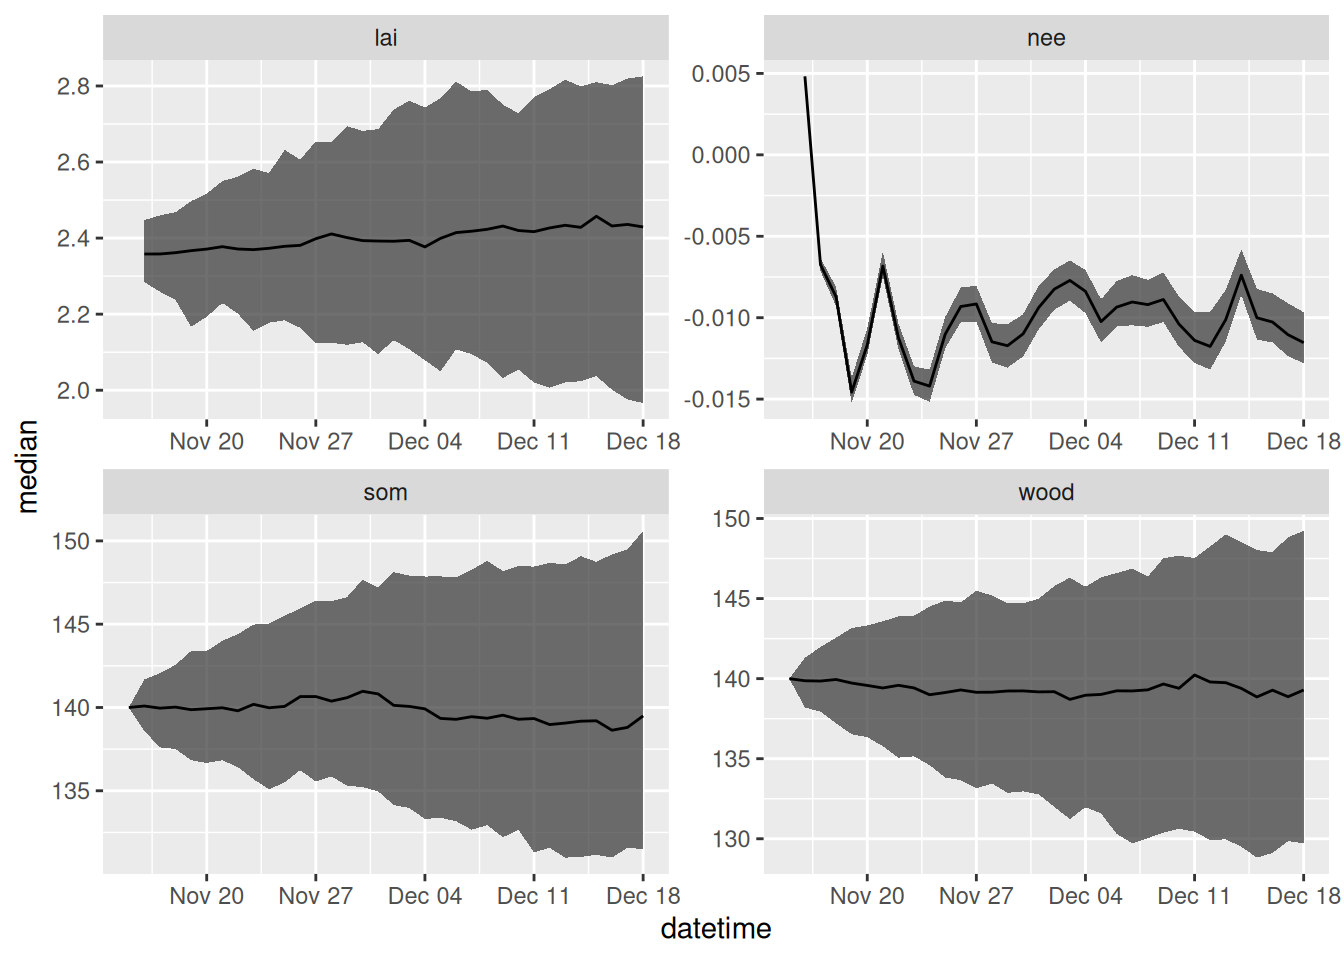 lai
nee
2.8
2.6
2.4
2.2
2.0
0.005
0.000
-0.005
-0.010
-0.015
Nov 20 Nov 27 Dec 04 Dec 11 Dec 18
Nov 20 Nov 27 Dec 04 Dec 11 Dec 18
median
som
wood
150
145
140
135
150
145
140
135
130
Nov 20 Nov 27 Dec 04 Dec 11 Dec 18
Nov 20 Nov 27 Dec 04 Dec 11 Dec 18
datetime